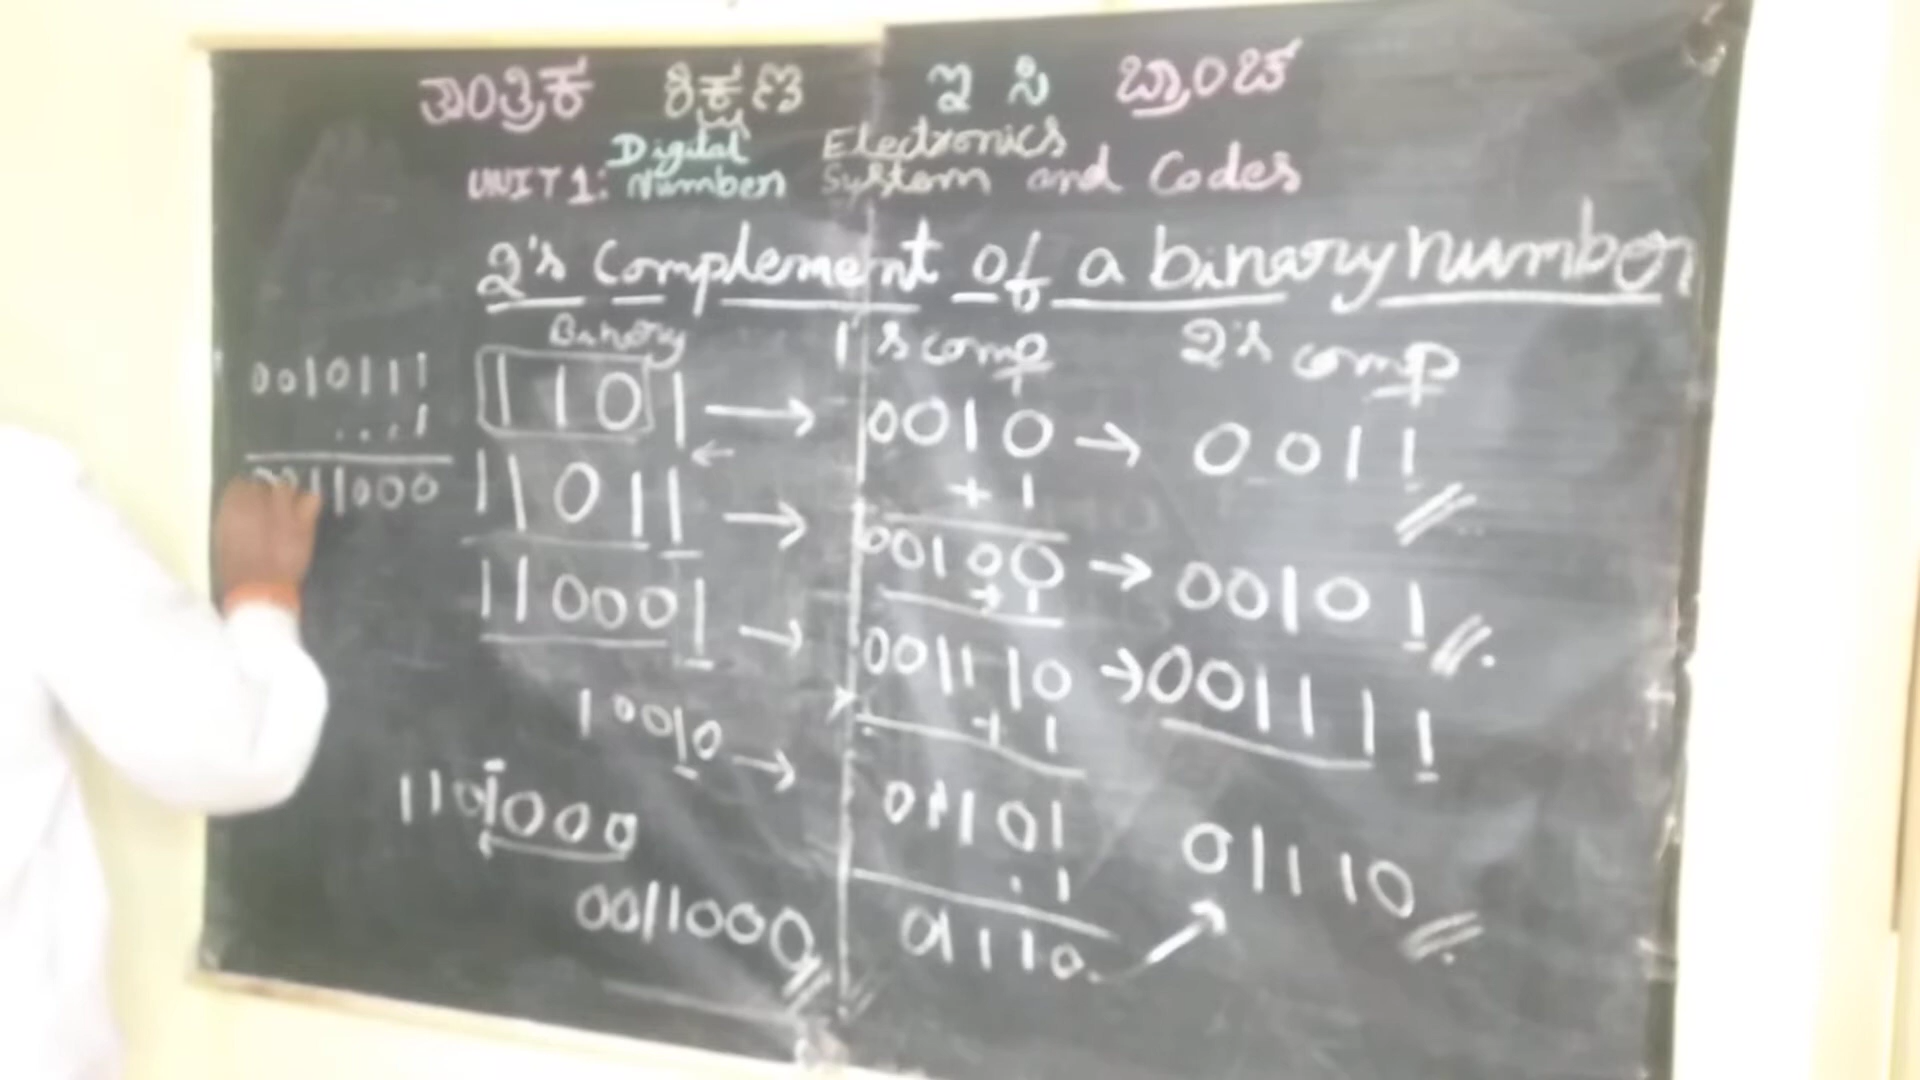 ತಾಂತ್ರಿಕ ಶಿಕ್ಷಣ ಇ ಸಿ ಬ್ರಾಂಚ್
Digital Electronics
UNIT 1: Number System and Codes
2's Complement of a binary number
Binary 1's comp 2's comp
1101 → 0010 → 0011
+ 1
11011 → 00100 → 00101
+ 1
110001 → 001110 → 001111
+ 1
10010 → 01101 01110
. 1
01110
0010111
. . . . 1
0011000
1101000
0011000